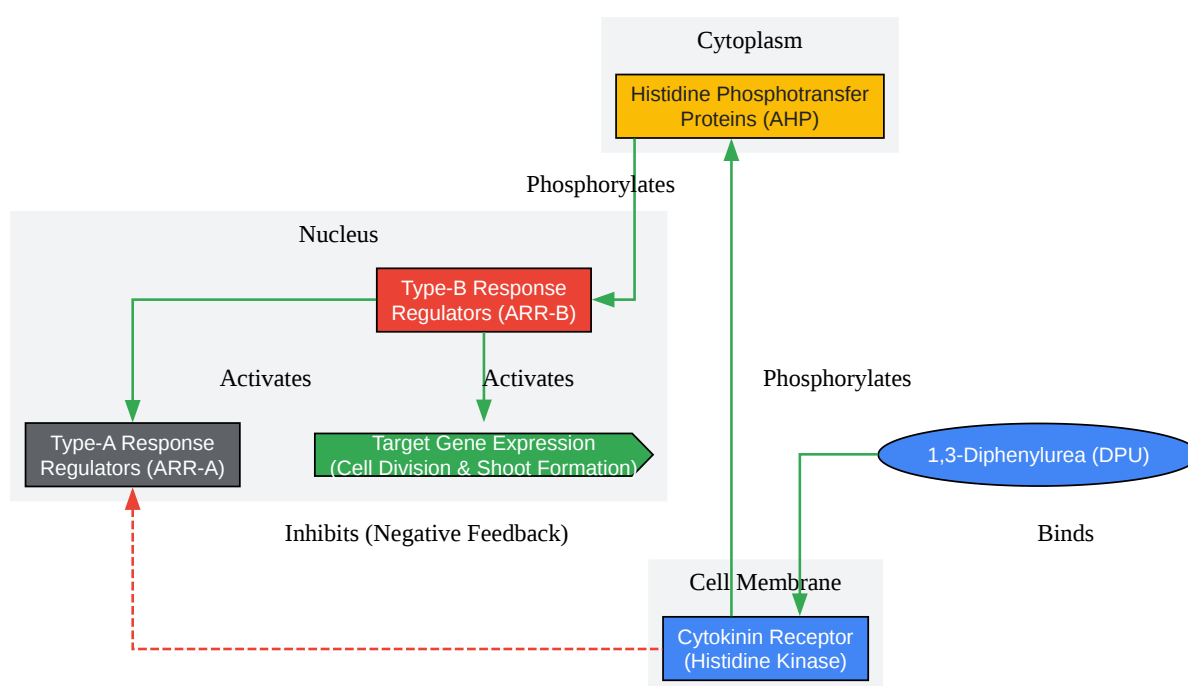 Cytoplasm
Histidine Phosphotransfer
Proteins (AHP)
Phosphorylates
Nucleus
Type-B Response
Regulators (ARR-B)
Activates
Activates
Phosphorylates
Type-A Response
Regulators (ARR-A)
Target Gene Expression
(Cell Division & Shoot Formation)
1,3-Diphenylurea (DPU)
Inhibits (Negative Feedback)
Binds
Cell Membrane
Cytokinin Receptor
(Histidine Kinase)